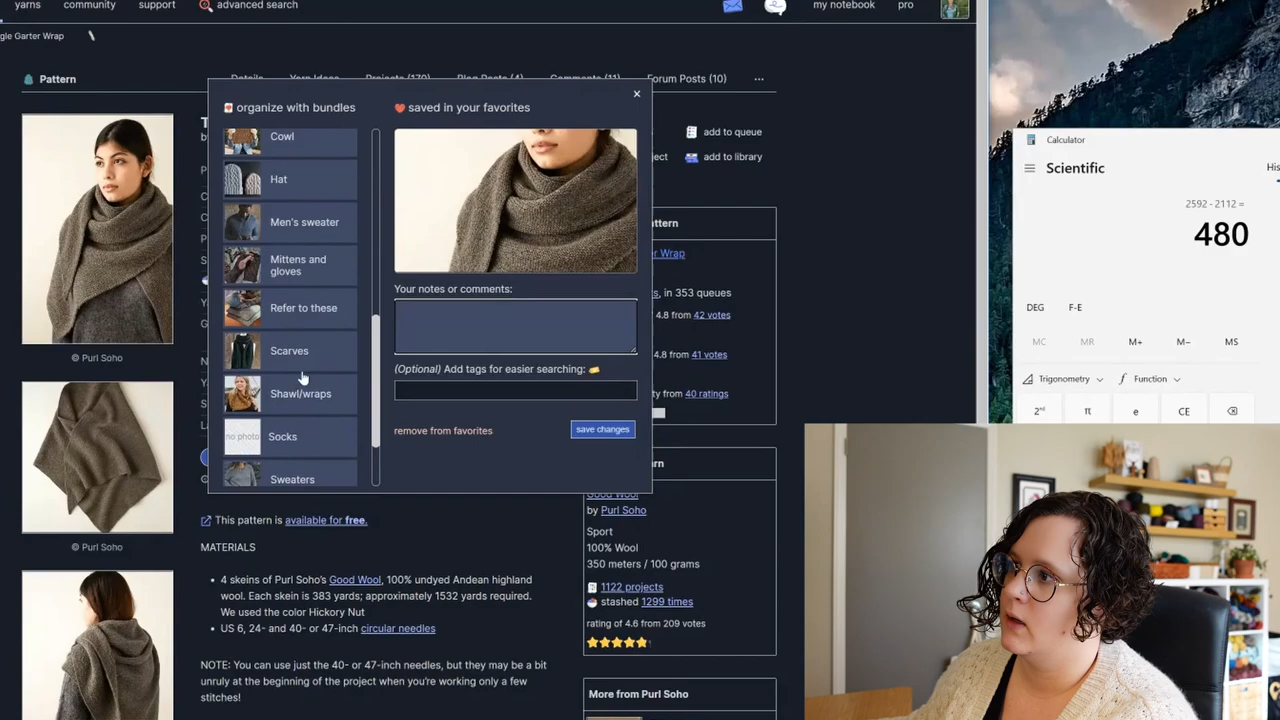 yarns community support advanced search my notebook pro
gle Garter Wrap
Pattern
Details Yarn Ideas Projects (170) Blog Posts (4) Comments (11) Forum Posts (10) ...
organize with bundles
Cowl
Hat
Men's sweater
Mittens and
gloves
Refer to these
Scarves
Shawl/wraps
no photo Socks
Sweaters
saved in your favorites
×
Your notes or comments:
(Optional) Add tags for easier searching:
remove from favorites
save changes
add to queue
ject add to library
ttern
er Wrap
s, in 353 queues
4.8 from 42 votes
4.8 from 41 votes
y from 40 ratings
rn
Good Wool
by Purl Soho
Sport
100% Wool
350 meters / 100 grams
1122 projects
stashed 1299 times
rating of 4.6 from 209 votes
More from Purl Soho
© Purl Soho
© Purl Soho
This pattern is available for free.
MATERIALS
• 4 skeins of Purl Soho's Good Wool, 100% undyed Andean highland
wool. Each skein is 383 yards; approximately 1532 yards required.
We used the color Hickory Nut
• US 6, 24- and 40- or 47-inch circular needles
NOTE: You can use just the 40- or 47-inch needles, but they may be a bit
unruly at the beginning of the project when you're working only a few
stitches!
Calculator
Scientific
His
2592 - 2112 =
480
DEG F-E
MC MR M+ M− MS
Trigonometry Function
2ⁿᵈ π e CE